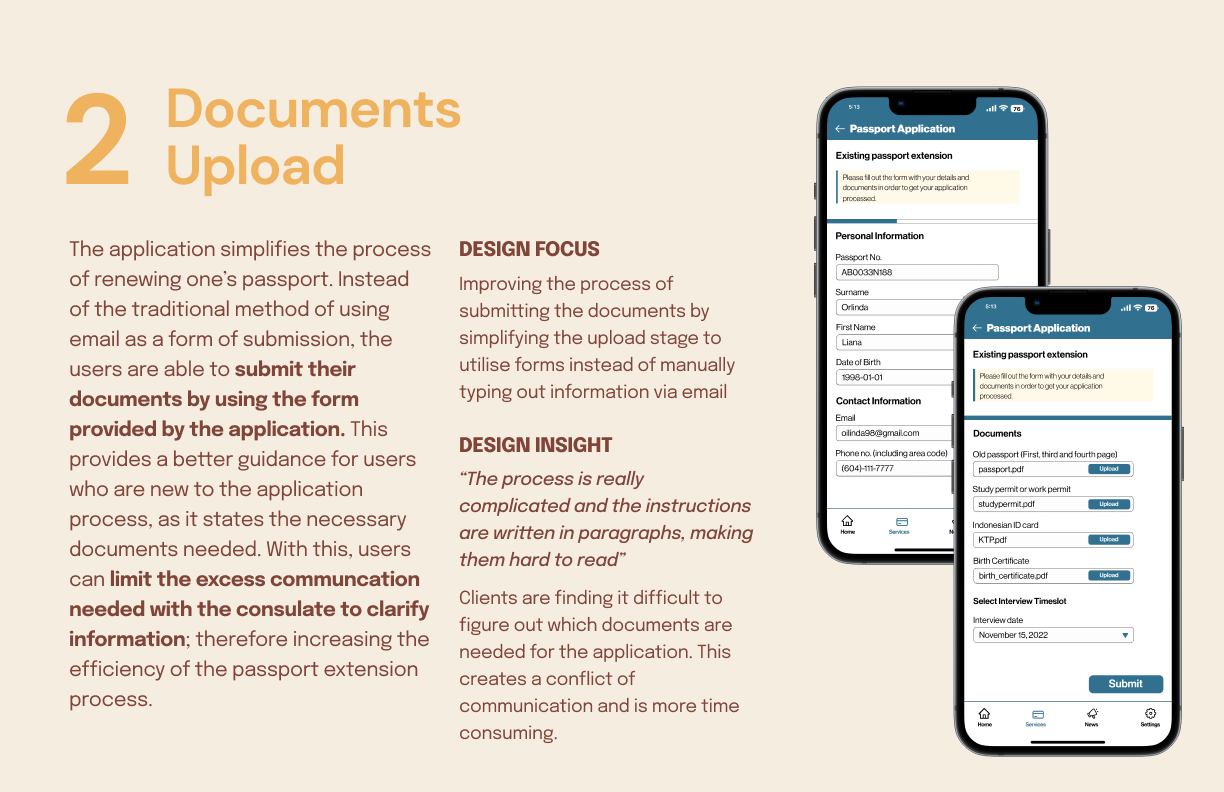 2
Documents
Upload
The application simplifies the process
of renewing one’s passport. Instead
of the traditional method of using
email as a form of submission, the
users are able to submit their
documents by using the form
provided by the application. This
provides a better guidance for users
who are new to the application
process, as it states the necessary
documents needed. With this, users
can limit the excess communcation
needed with the consulate to clarify
information; therefore increasing the
efficiency of the passport extension
process.
DESIGN FOCUS
Improving the process of
submitting the documents by
simplifying the upload stage to
utilise forms instead of manually
typing out information via email
DESIGN INSIGHT
“The process is really
complicated and the instructions
are written in paragraphs, making
them hard to read”
Clients are finding it difficult to
figure out which documents are
needed for the application. This
creates a conflict of
communication and is more time
consuming.
5:13
76
Passport Application
Existing passport extension
Please fill out the form with your details and
documents in order to get your application
processed.
Personal Information
Passport No.
AB0033N188
Surname
Orlinda
First Name
Liana
Date of Birth
1998-01-01
Contact Information
Email
oilinda98@gmail.com
Phone no. (including area code)
(604)-111-7777
Home
Services
5:13
76
Passport Application
Existing passport extension
Please fill out the form with your details and
documents in order to get your application
processed.
Documents
Old passport (First, third and fourth page)
passport.pdf Upload
Study permit or work permit
studypermit.pdf Upload
Indonesian ID card
KTP.pdf Upload
Birth Certificate
birth_certificate.pdf Upload
Select Interview Timeslot
Interview date
November 15, 2022
Submit
Home Services News Settings